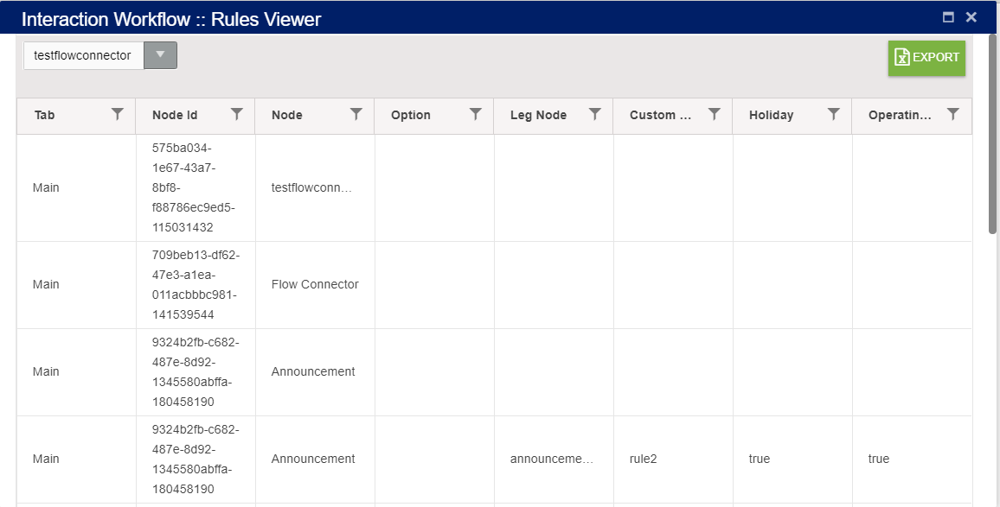 Interaction Workflow :: Rules Viewer
testflowconnector
EXPORT
Tab Node Id Node Option Leg Node Custom ... Holiday Operatin...
575ba034-
1e67-43a7-
Main 8bf8- testflowconn...
f88786ec9ed5-
115031432
709beb13-df62-
47e3-a1ea-
Main Flow Connector
011acbbbc981-
141539544
9324b2fb-c682-
487e-8d92-
Main Announcement
1345580abffa-
180458190
9324b2fb-c682-
487e-8d92-
Main Announcement announceme... rule2 true true
1345580abffa-
180458190